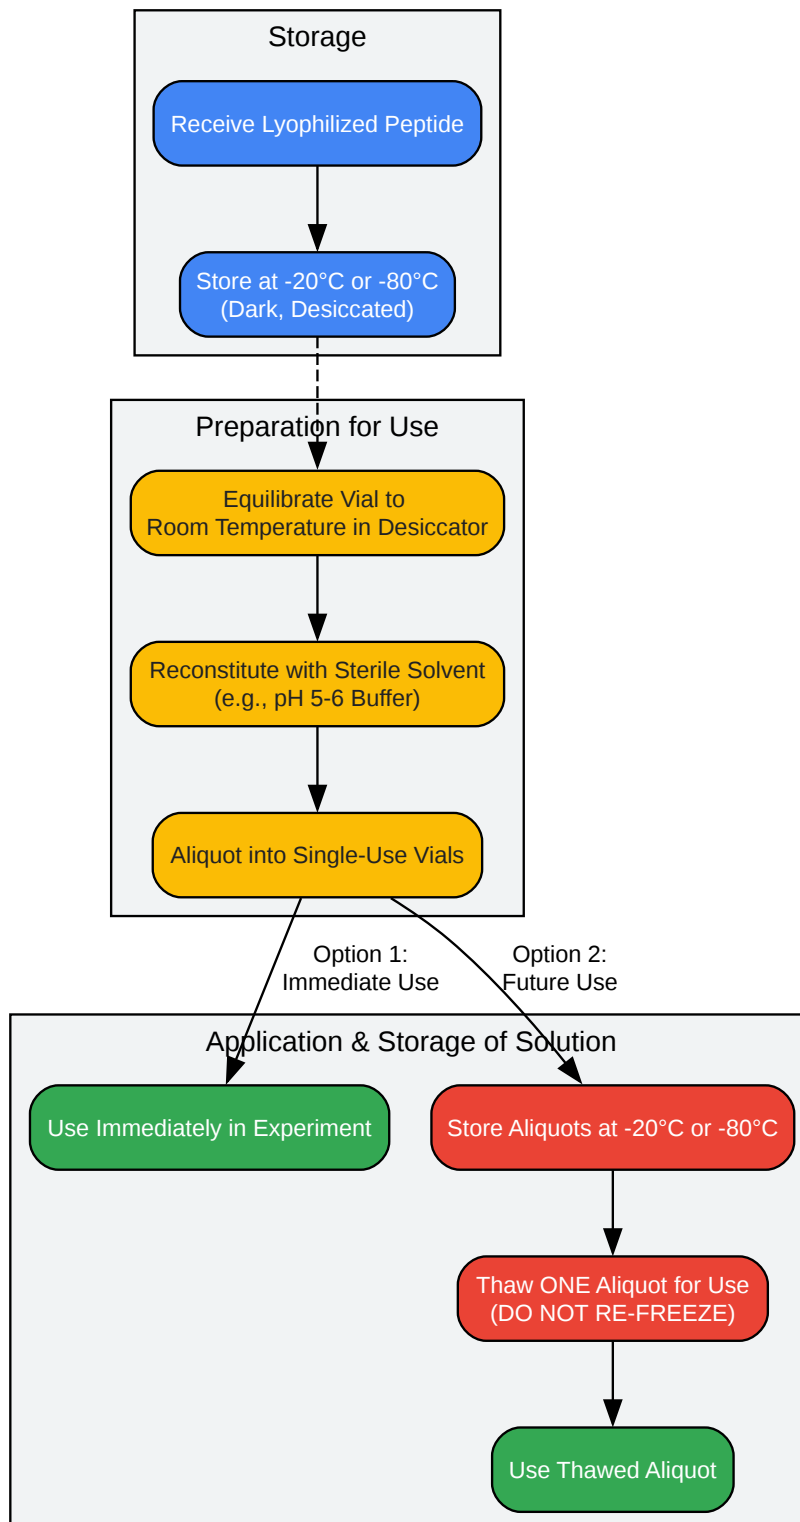 Storage
Receive Lyophilized Peptide
Store at -20°C or -80°C
(Dark, Desiccated)
Preparation for Use
Equilibrate Vial to
Room Temperature in Desiccator
Reconstitute with Sterile Solvent
(e.g., pH 5-6 Buffer)
Aliquot into Single-Use Vials
Option 1:
Immediate Use
Option 2:
Future Use
Application & Storage of Solution
Use Immediately in Experiment
Store Aliquots at -20°C or -80°C
Thaw ONE Aliquot for Use
(DO NOT RE-FREEZE)
Use Thawed Aliquot